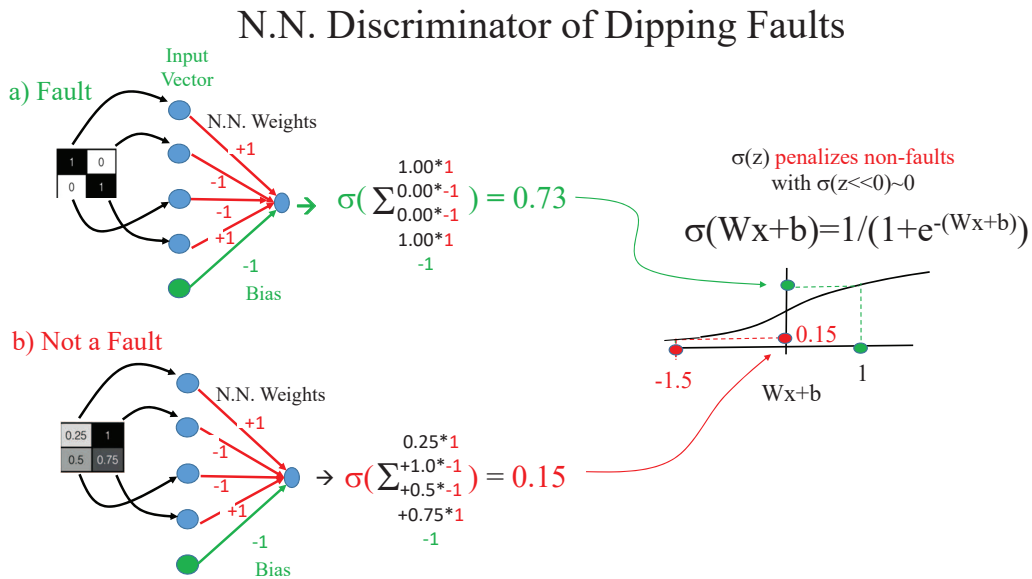 N.N. Discriminator of Dipping Faults
Input
Vector
a) Fault
N.N. Weights
1 0
0 1
+1
-1
-1
+1
-1
Bias
1.00*1
0.00*-1
0.00*-1
1.00*1
-1
→ σ( ∑ ) = 0.73
σ(z) penalizes non-faults
with σ(z<<0)~0
σ(Wx+b)=1/(1+e-(Wx+b))
0.15
-1.5
1
Wx+b
b) Not a Fault
N.N. Weights
0.25 1
0.5 0.75
+1
-1
-1
+1
-1
Bias
0.25*1
+1.0*-1
+0.5*-1
+0.75*1
-1
→ σ( ∑ ) = 0.15